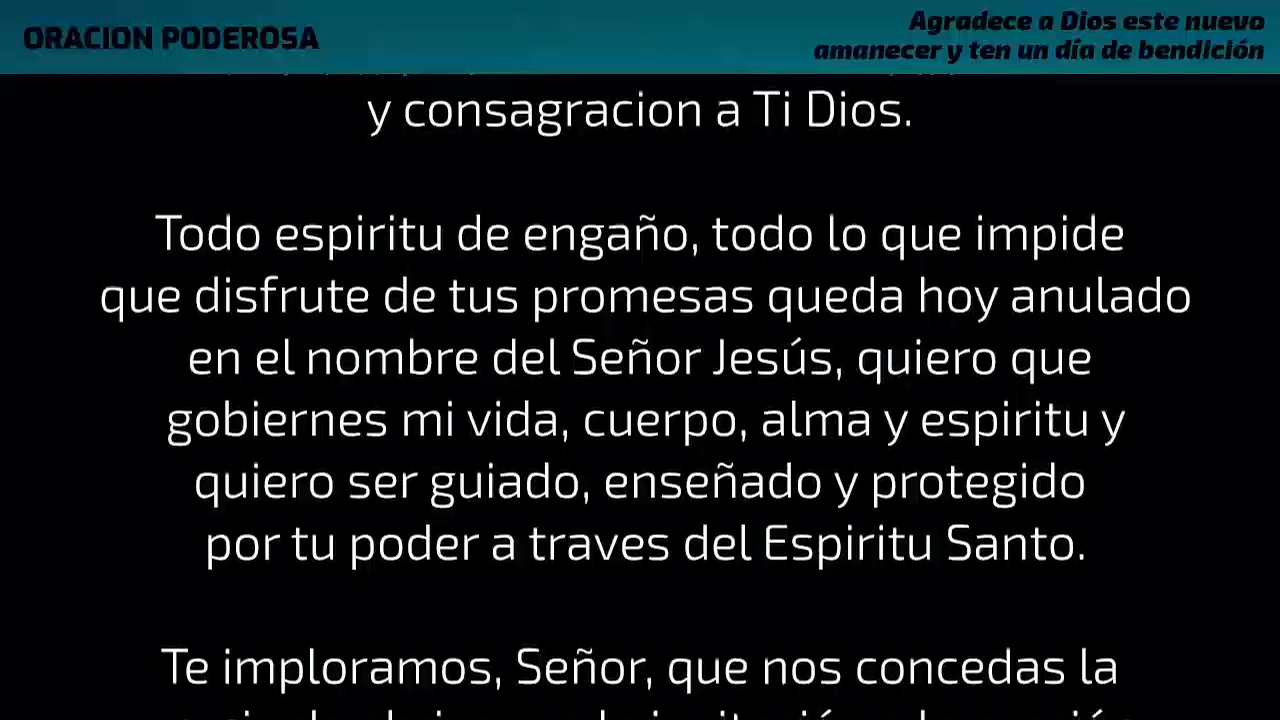 ORACION PODEROSA
Agradece a Dios este nuevo
amanecer y ten un día de bendición
y consagracion a Ti Dios.
Todo espiritu de engaño, todo lo que impide
que disfrute de tus promesas queda hoy anulado
en el nombre del Señor Jesús, quiero que
gobiernes mi vida, cuerpo, alma y espiritu y
quiero ser guiado, enseñado y protegido
por tu poder a traves del Espiritu Santo.
Te imploramos, Señor, que nos concedas la